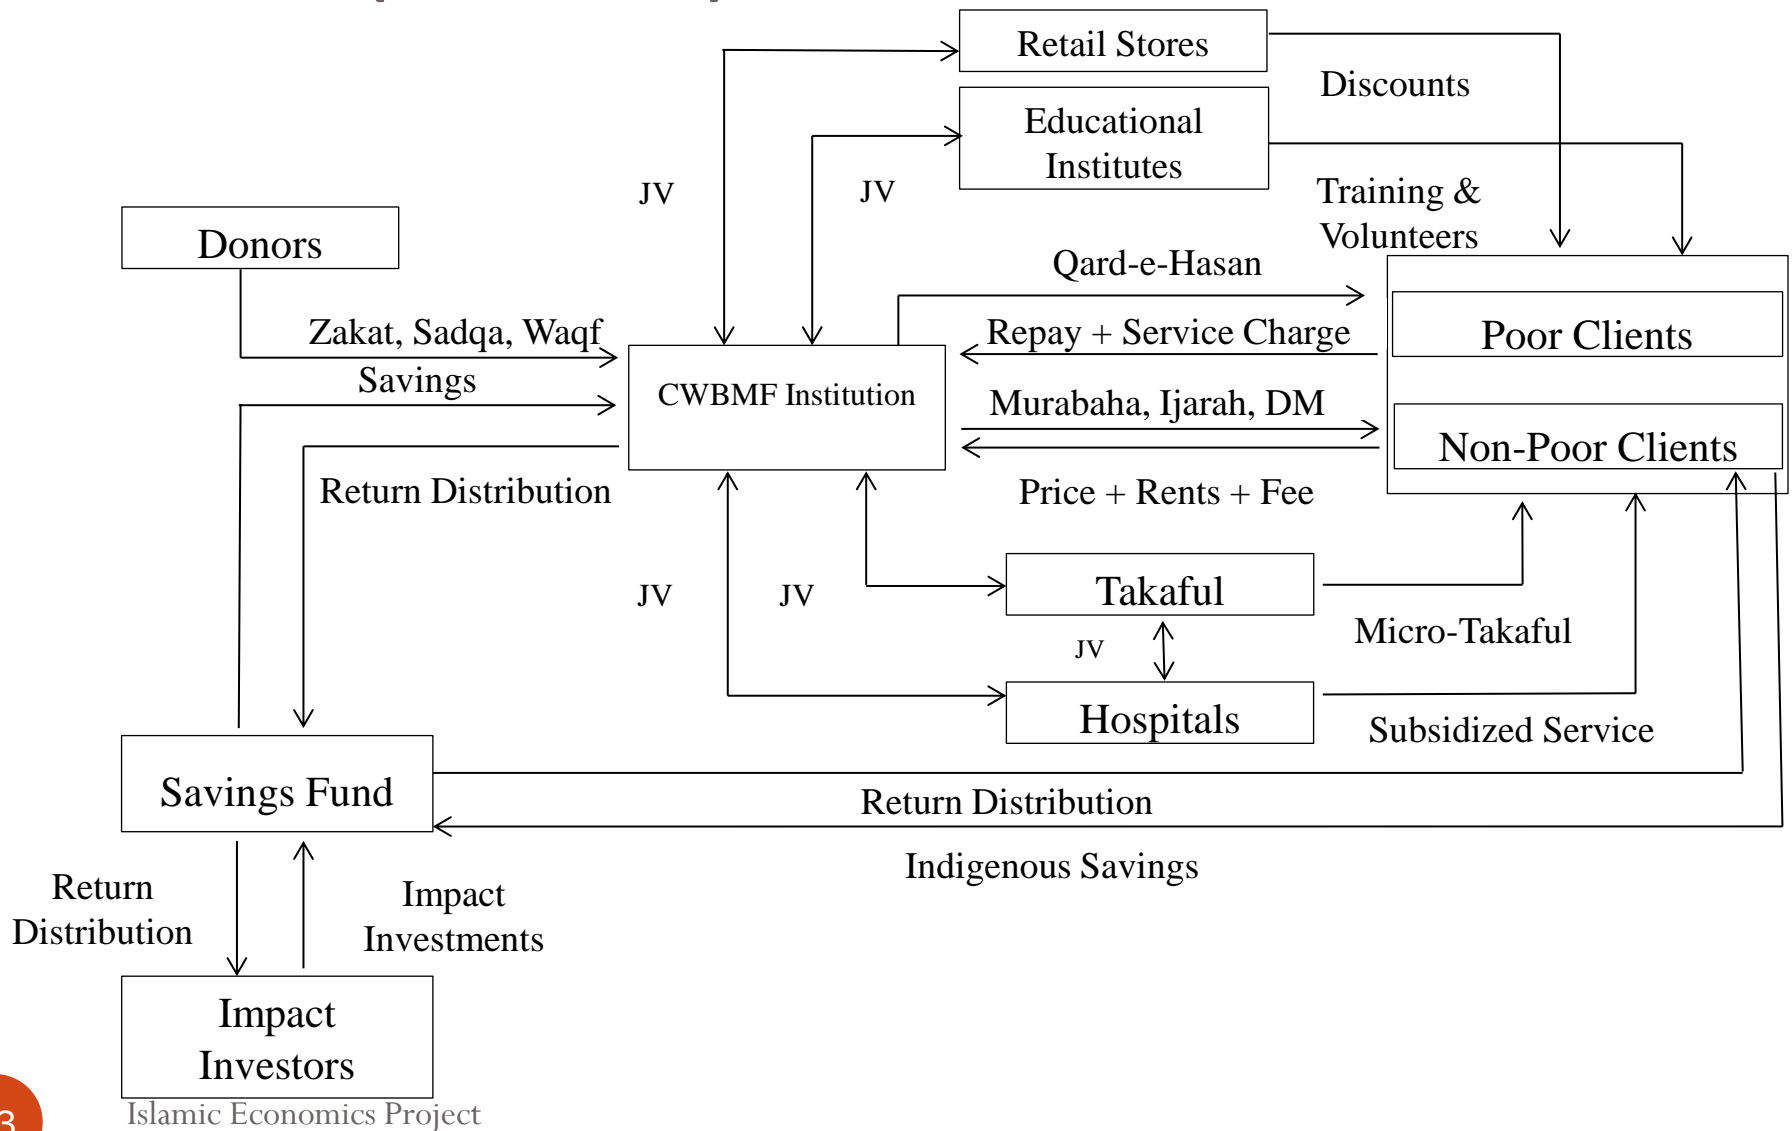 Retail Stores
Discounts
Educational
Institutes
JV
JV
Training &
Volunteers
Donors
Qard-e-Hasan
Zakat, Sadqa, Waqf
Repay + Service Charge
Poor Clients
Savings
CWBMF Institution
Murabaha, Ijarah, DM
Non-Poor Clients
Return Distribution
Price + Rents + Fee
JV
JV
Takaful
Micro-Takaful
JV
Hospitals
Subsidized Service
Savings Fund
Return Distribution
Indigenous Savings
Return
Distribution
Impact
Investments
Impact
Investors
Islamic Economics Project
3